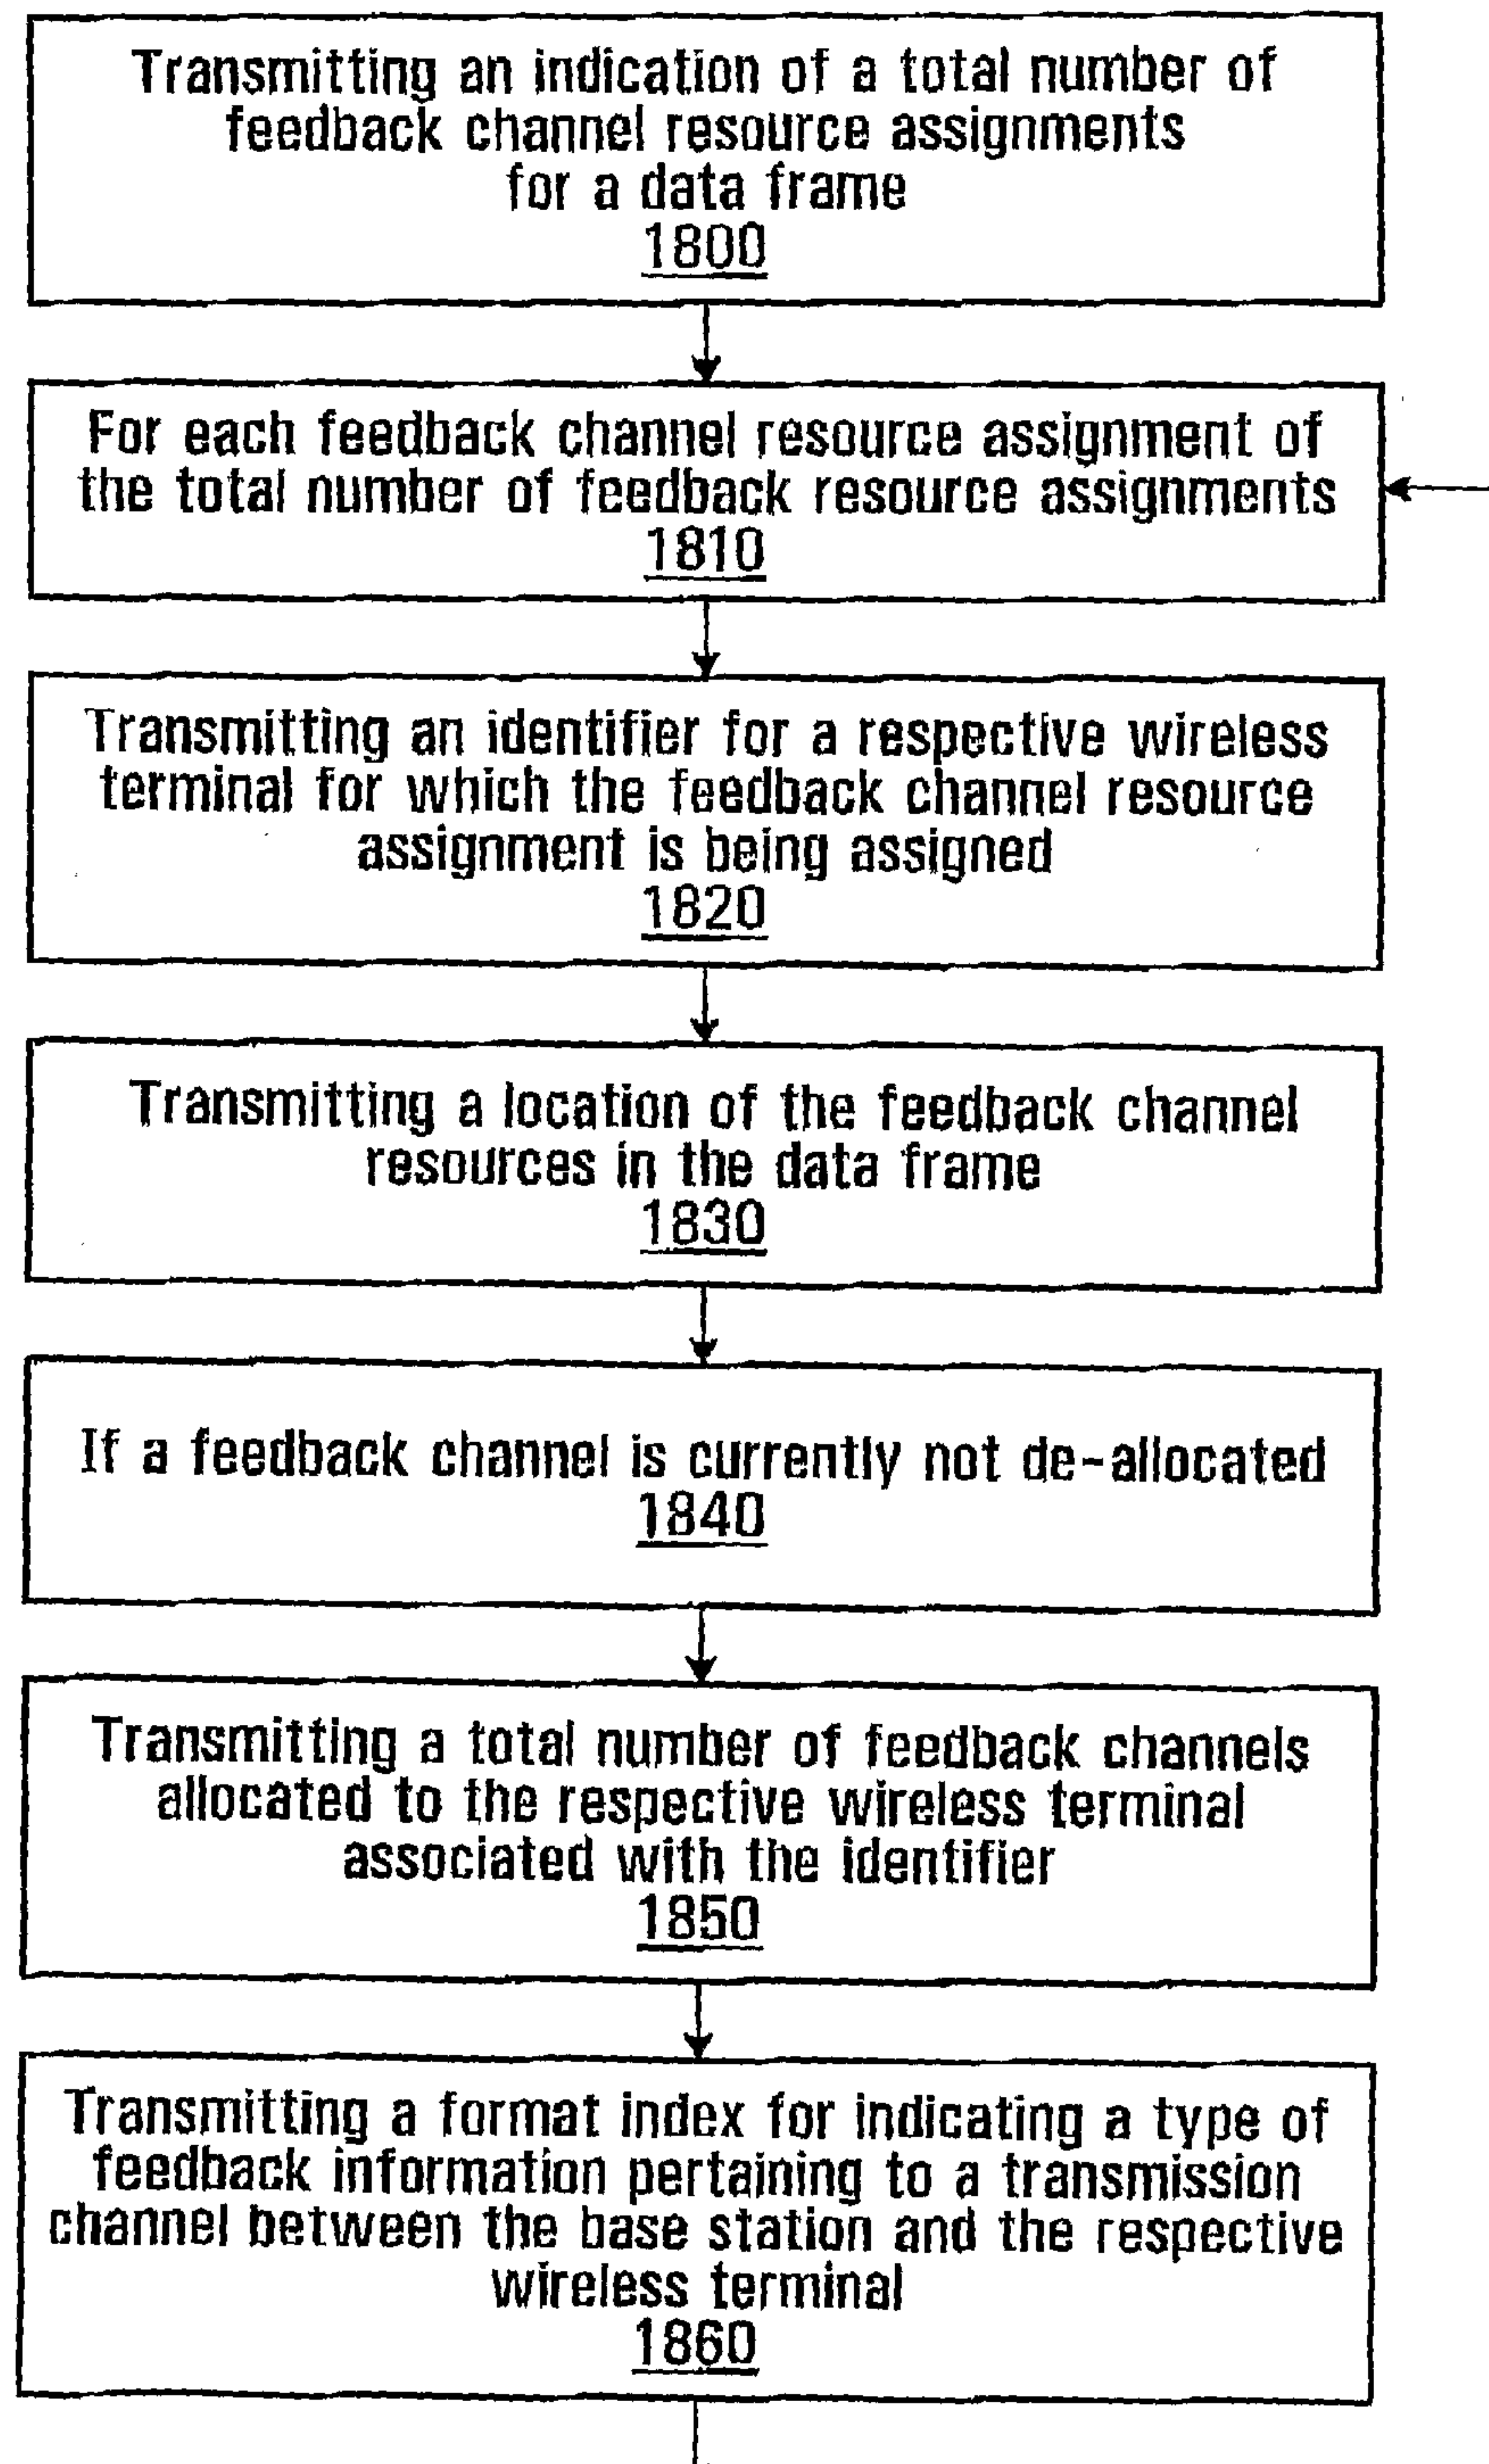 Transmitting an indication of a total number of
feedback channel resource assignments
for a data frame
1800
For each feedback channel resource assignment of
the total number of feedback resource assignments
1810
Transmitting an identifier for a respective wireless
terminal for which the feedback channel resource
assignment is being assigned
1820
Transmitting a location of the feedback channel
resources in the data frame
1830
If a feedback channel is currently not de-allocated
1840
Transmitting a total number of feedback channels
allocated to the respective wireless terminal
associated with the identifier
1850
Transmitting a format index for indicating a type of
feedback information pertaining to a transmission
channel between the base station and the respective
wireless terminal
1860